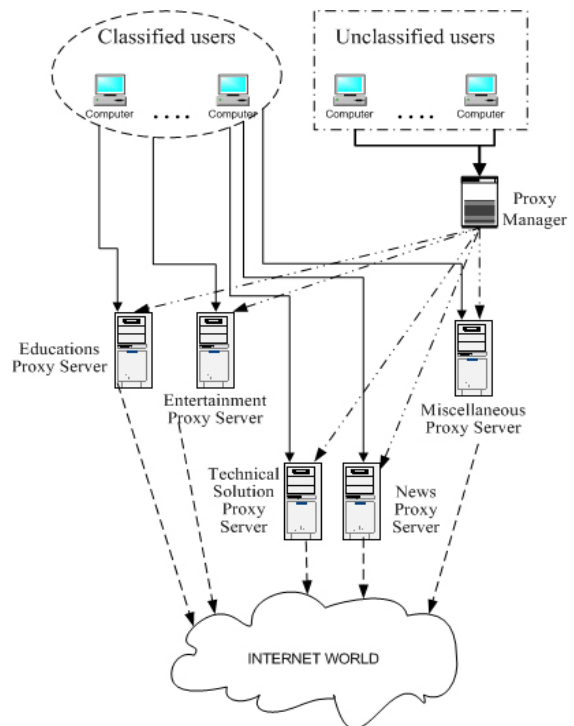 Classified users
Unclassified users
Computer
. . . .
Computer
Computer
. . . .
Computer
Proxy
Manager
Educations
Proxy Server
Entertainment
Proxy Server
Miscellaneous
Proxy Server
Technical
Solution
Proxy
Server
News
Proxy
Server
INTERNET WORLD